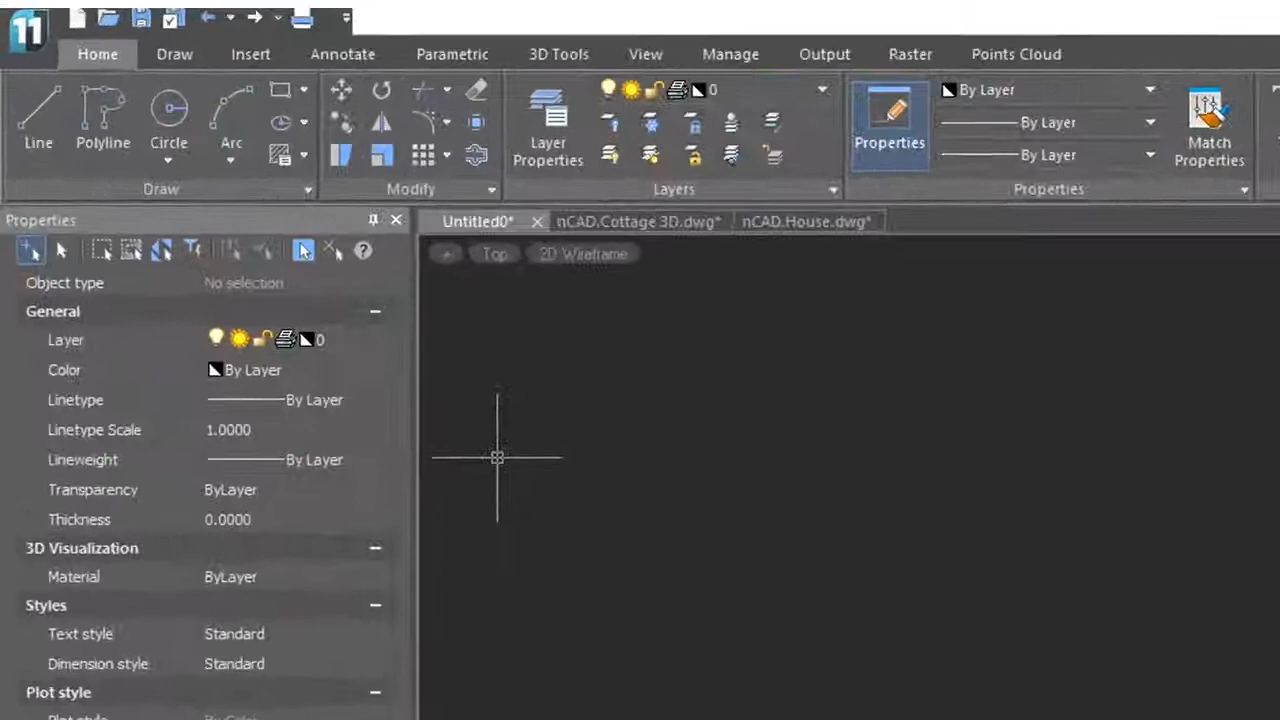 11
Home Draw Insert Annotate Parametric 3D Tools View Manage Output Raster Points Cloud
0
By Layer
By Layer
By Layer
Line Polyline Circle Arc
Layer Properties
Properties
Match Properties
Draw Modify Layers Properties
Properties
Untitled0* nCAD.Cottage 3D.dwg* nCAD.House.dwg*
Top 2D Wireframe
Object type No selection
General
Layer 0
Color By Layer
Linetype By Layer
Linetype Scale 1.0000
Lineweight By Layer
Transparency ByLayer
Thickness 0.0000
3D Visualization
Material ByLayer
Styles
Text style Standard
Dimension style Standard
Plot style